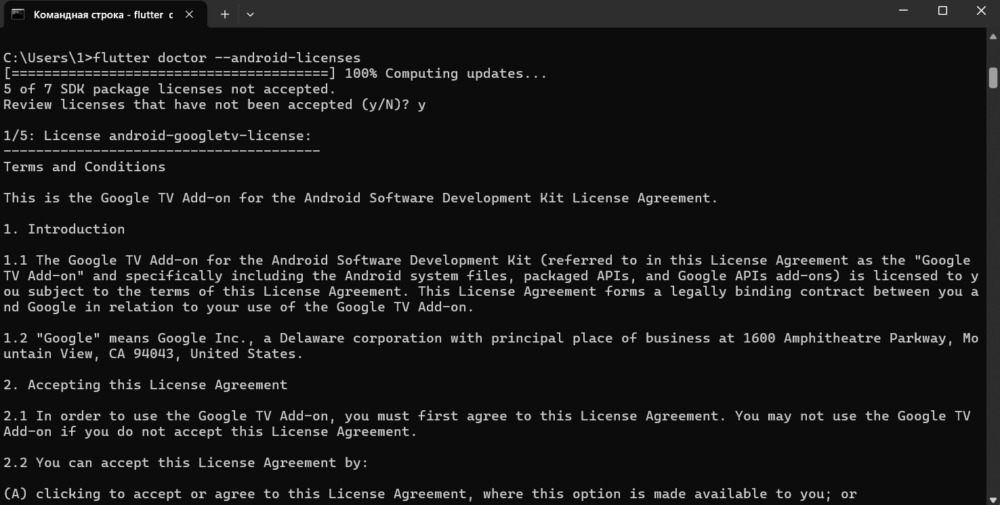 Командная строка - flutter d
C:\Users\1>flutter doctor --android-licenses
[=======================================] 100% Computing updates...
5 of 7 SDK package licenses not accepted.
Review licenses that have not been accepted (y/N)? y
1/5: License android-googletv-license:
---------------------------------------
Terms and Conditions
This is the Google TV Add-on for the Android Software Development Kit License Agreement.
1. Introduction
1.1 The Google TV Add-on for the Android Software Development Kit (referred to in this License Agreement as the "Google
TV Add-on" and specifically including the Android system files, packaged APIs, and Google APIs add-ons) is licensed to y
ou subject to the terms of this License Agreement. This License Agreement forms a legally binding contract between you a
nd Google in relation to your use of the Google TV Add-on.
1.2 "Google" means Google Inc., a Delaware corporation with principal place of business at 1600 Amphitheatre Parkway, Mo
untain View, CA 94043, United States.
2. Accepting this License Agreement
2.1 In order to use the Google TV Add-on, you must first agree to this License Agreement. You may not use the Google TV
Add-on if you do not accept this License Agreement.
2.2 You can accept this License Agreement by:
(A) clicking to accept or agree to this License Agreement, where this option is made available to you; or